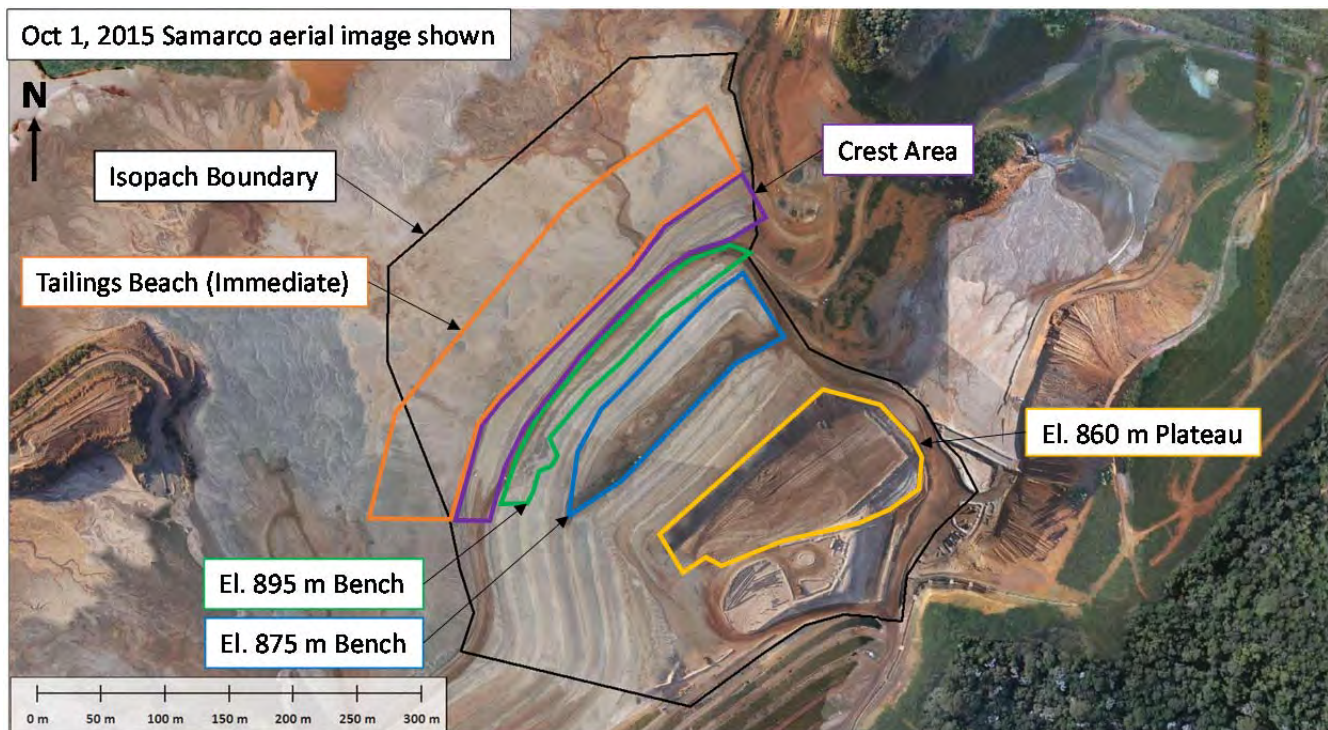 Oct 1, 2015 Samarco aerial image shown
N
Crest Area
Isopach Boundary
Tailings Beach (Immediate)
El. 860 m Plateau
El. 895 m Bench
El. 875 m Bench
0 m 50 m 100 m 150 m 200 m 250 m 300 m